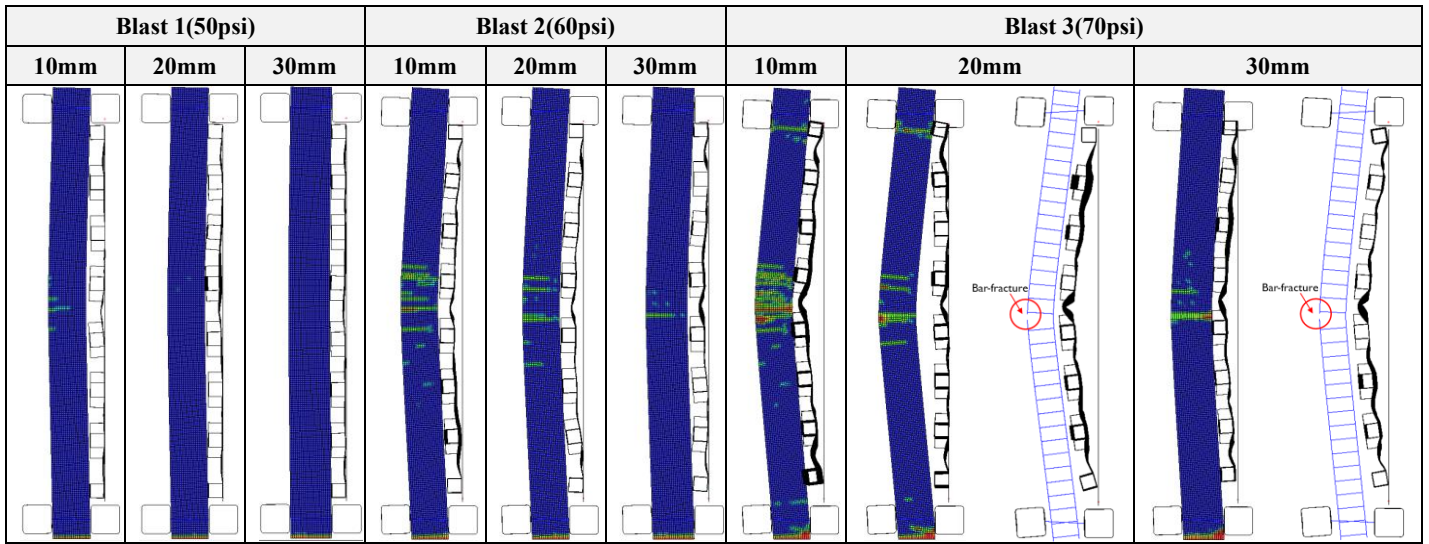 Blast 1(50psi) Blast 2(60psi) Blast 3(70psi)
10mm 20mm 30mm 10mm 20mm 30mm 10mm 20mm 30mm
Bar-fracture Bar-fracture